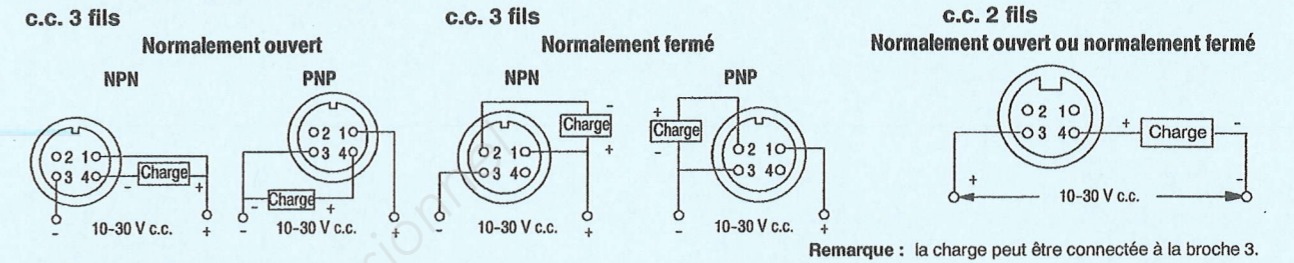 c.c. 3 fils
c.c. 3 fils
c.c. 2 fils
Normalement ouvert
Normalement fermé
Normalement ouvert ou normalement fermé
NPN
PNP
NPN
PNP
2 1
3 4
Charge
-
+
-
10-30 V c.c.
+
2 1
3 4
-
Charge
+
-
10-30 V c.c.
+
2 1
3 4
-
Charge
+
-
10-30 V c.c.
+
+
Charge
-
2 1
3 4
-
10-30 V c.c.
+
2 1
3 4
+
Charge
-
+
10-30 V c.c.
-
Remarque : la charge peut être connectée à la broche 3.